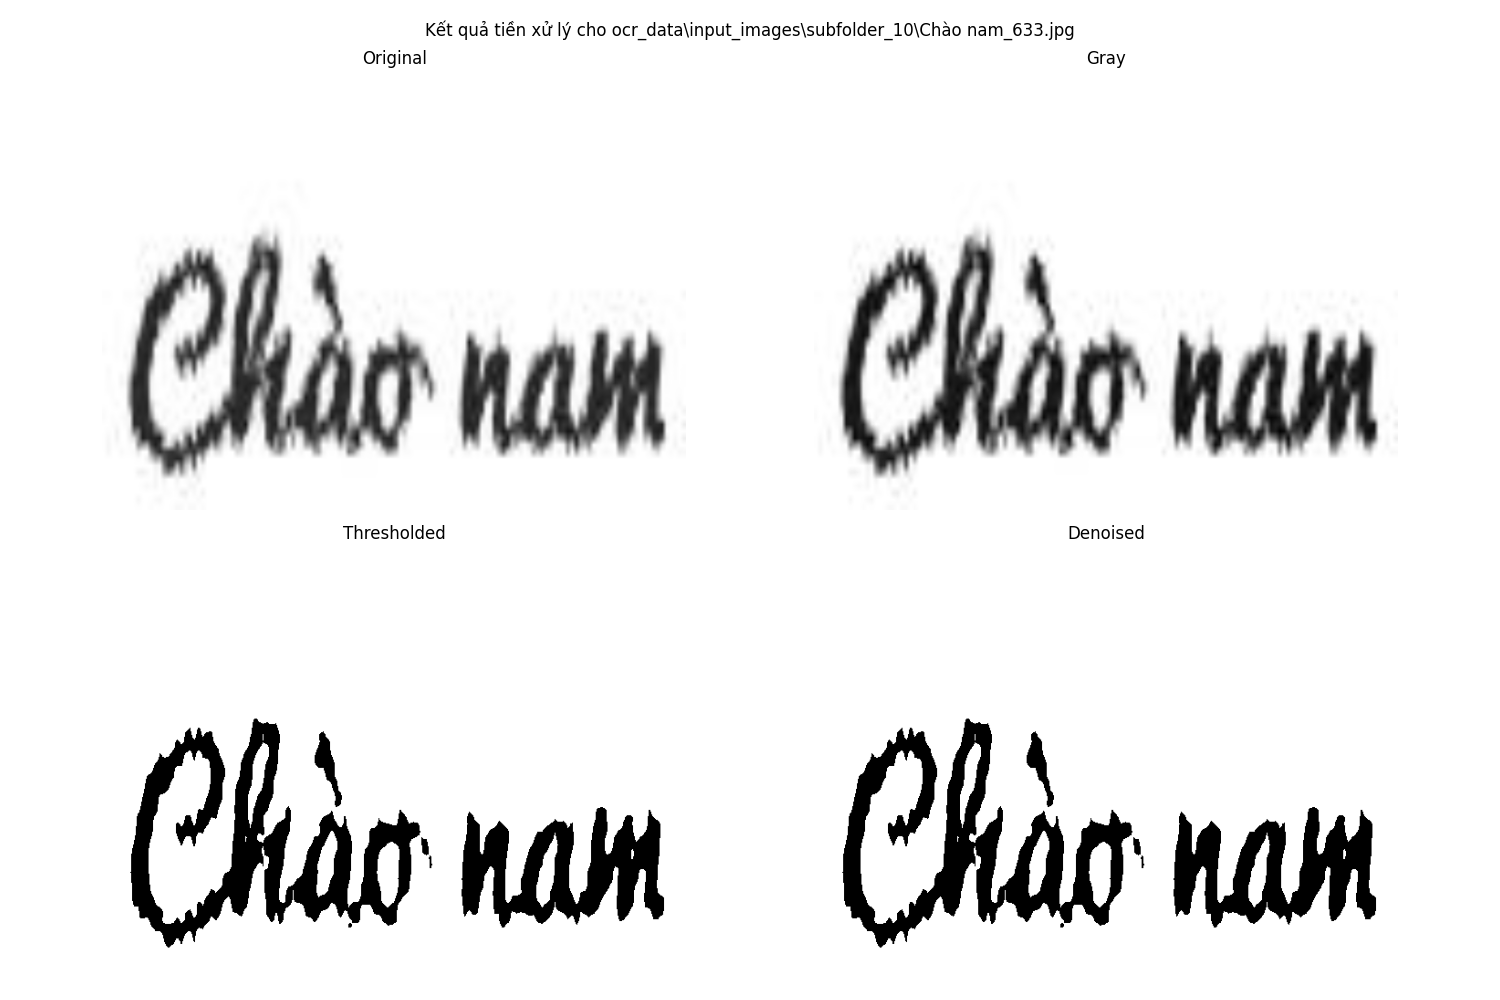 Kết quả tiền xử lý cho ocr_data\input_images\subfolder_10\Chào nam_633.jpg
Original
Gray
Chào nam
Chào nam
Thresholded
Denoised
Chào nam
Chào nam